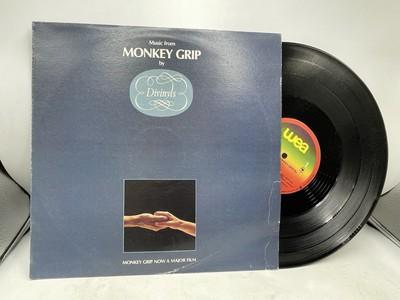 Music from
MONKEY GRIP
by
Divinyls
MONKEY GRIP NOW A MAJOR FILM
wea